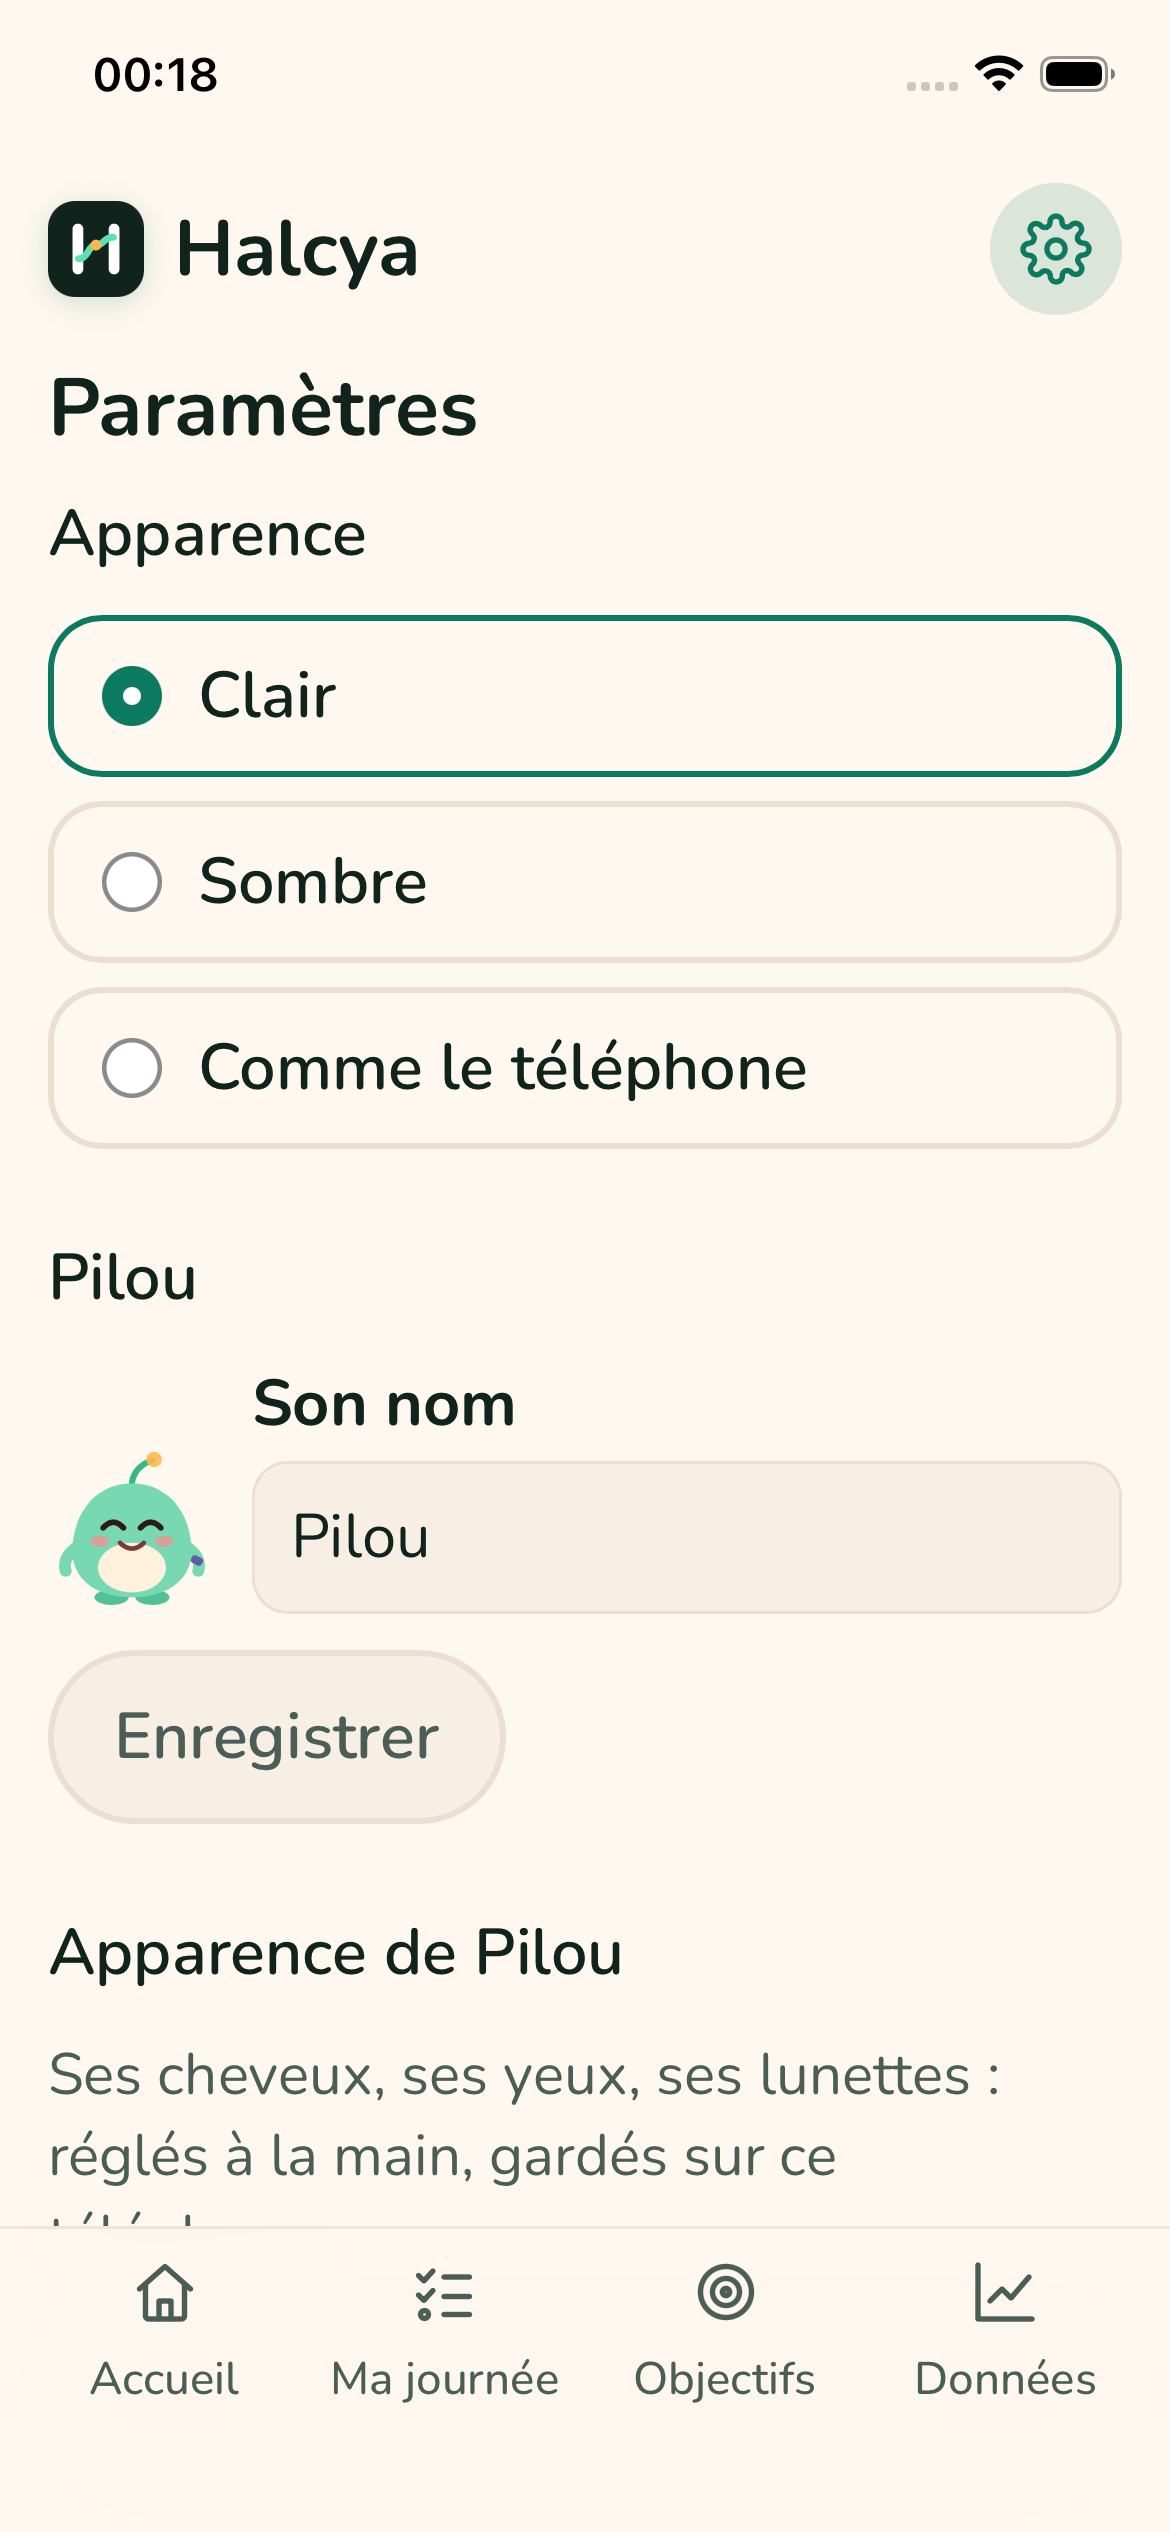 00:18
Halcya
Paramètres
Apparence
Clair
Sombre
Comme le téléphone
Pilou
Son nom
Pilou
Enregistrer
Apparence de Pilou
Ses cheveux, ses yeux, ses lunettes :
réglés à la main, gardés sur ce
Accueil
Ma journée
Objectifs
Données